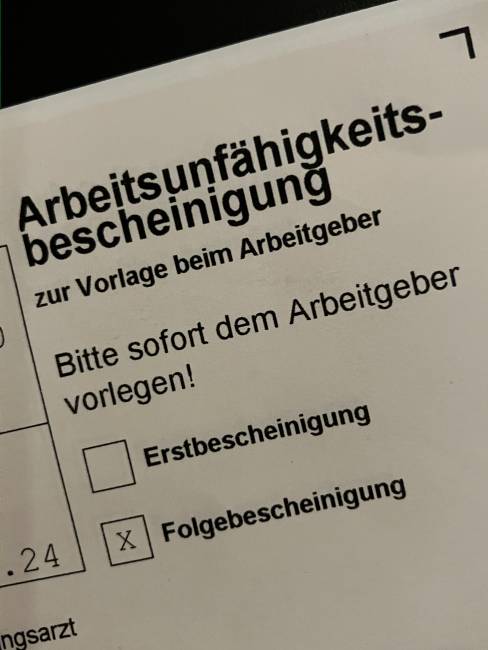 Arbeitsunfähigkeits-
bescheinigung
zur Vorlage beim Arbeitgeber
Bitte sofort dem Arbeitgeber
vorlegen!
Erstbescheinigung
X Folgebescheinigung
.24
ngsarzt